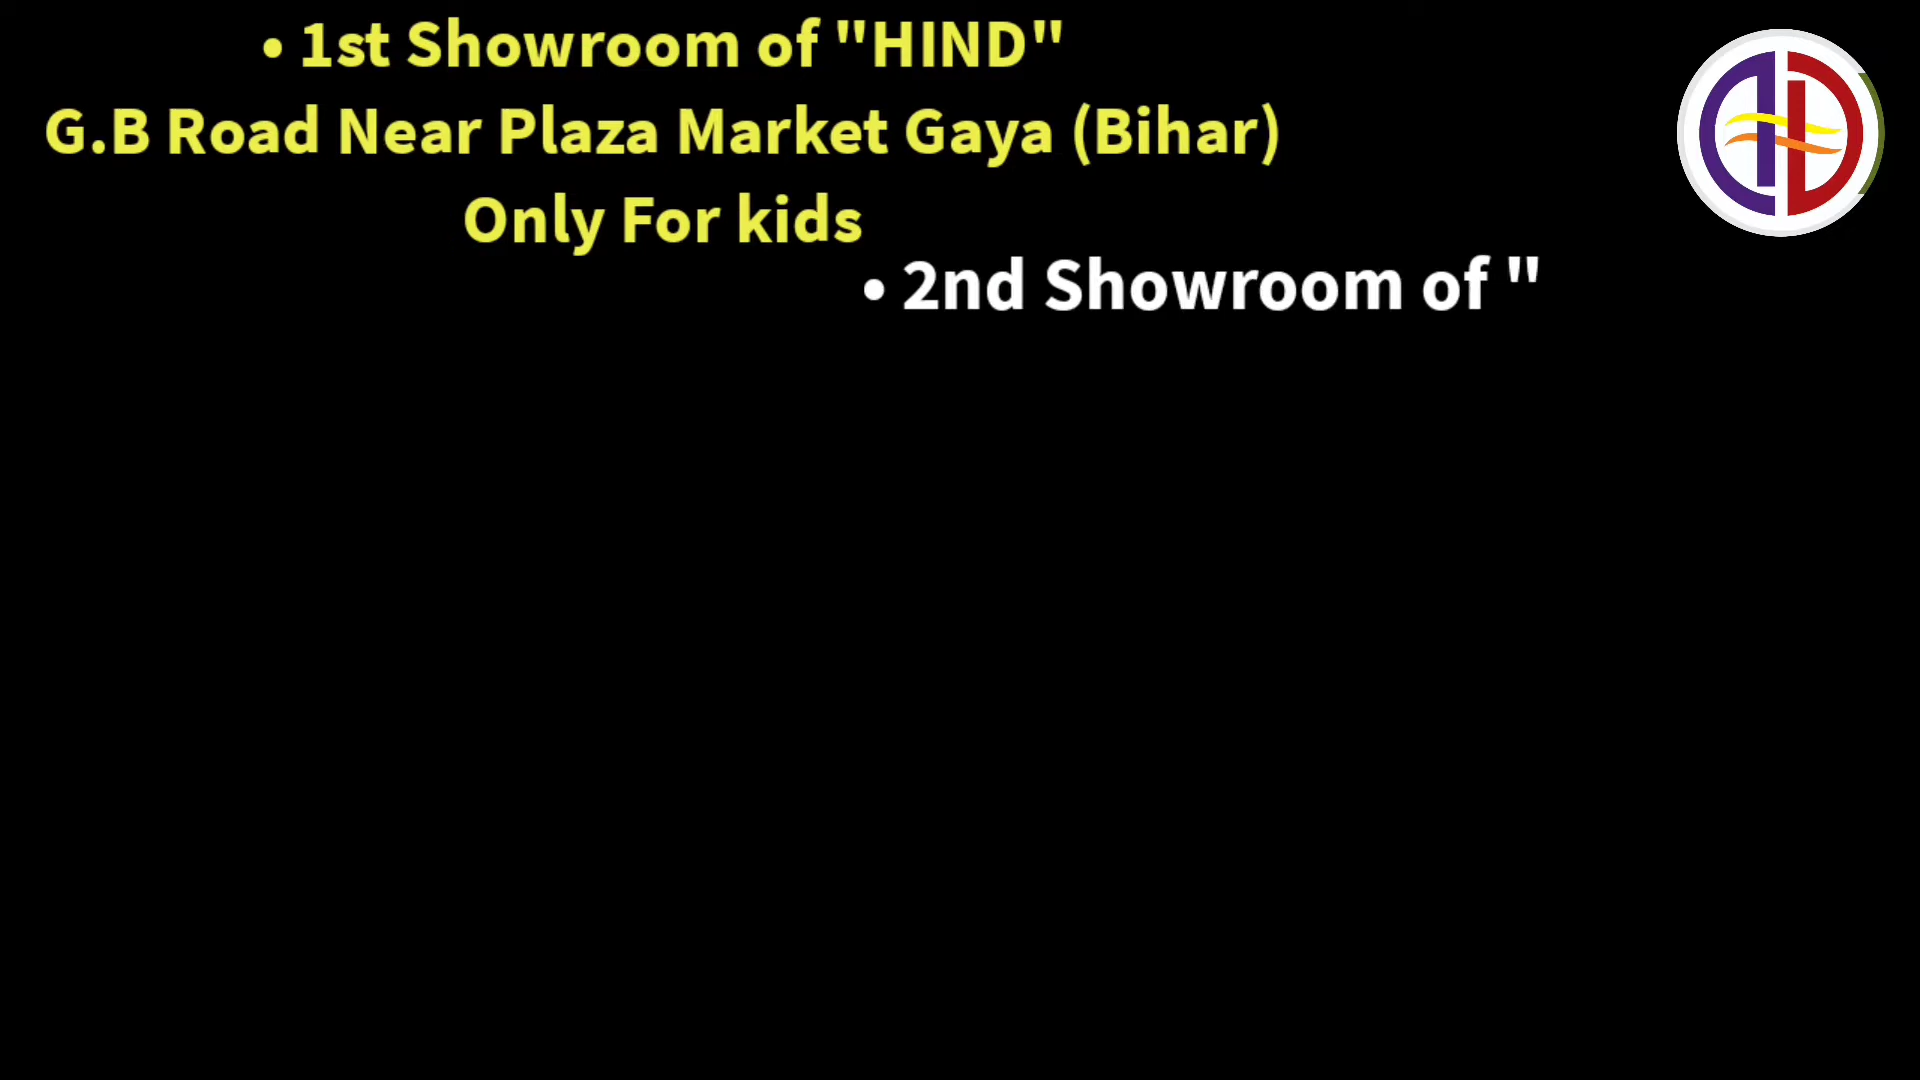 • 1st Showroom of "HIND"
G.B Road Near Plaza Market Gaya (Bihar)
Only For kids
• 2nd Showroom of "